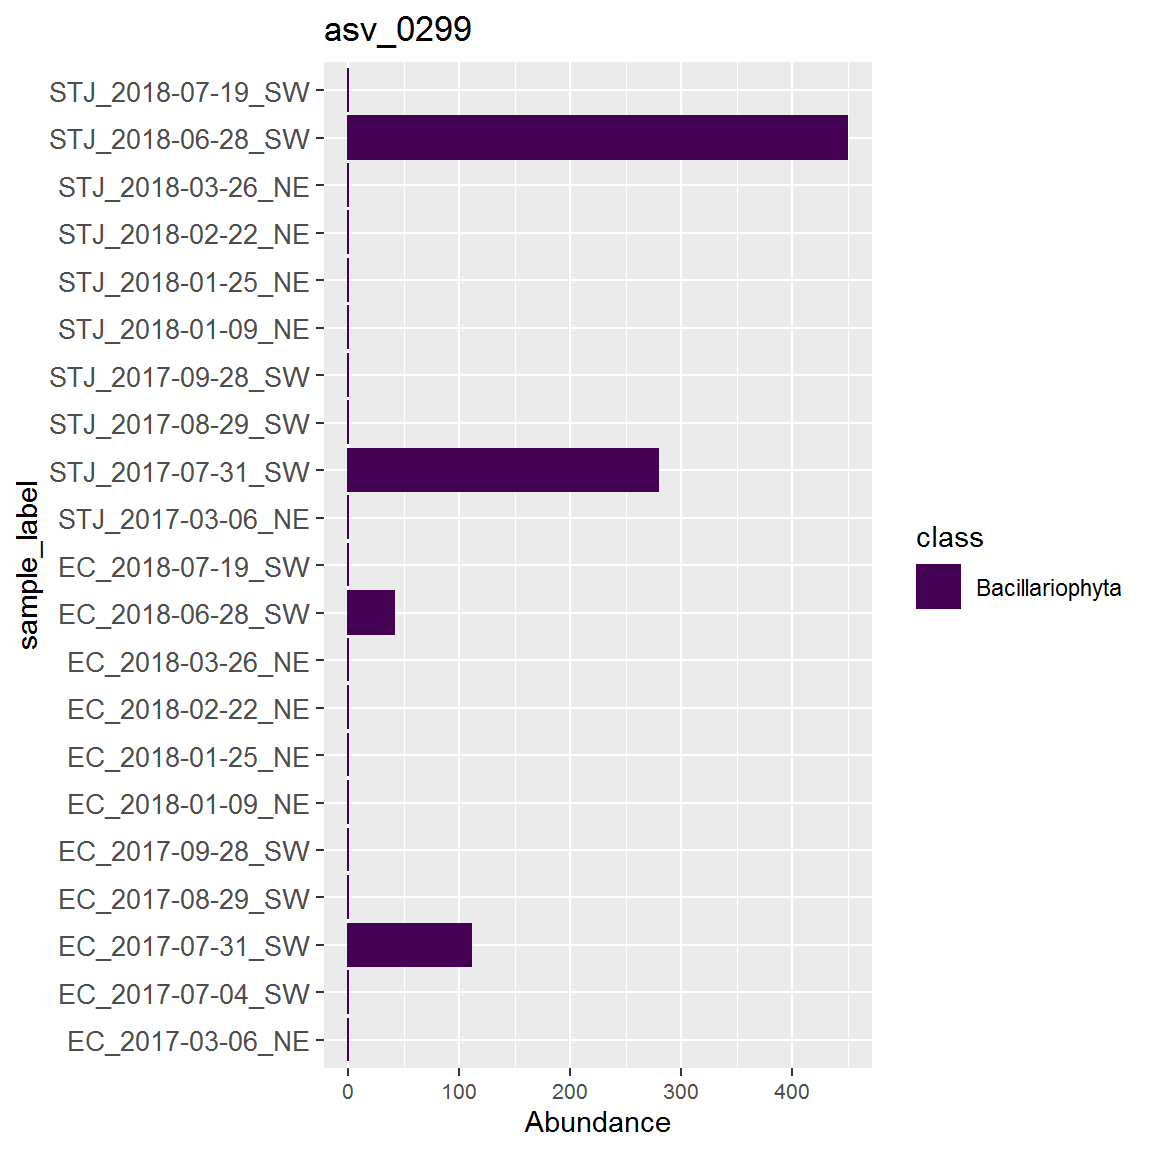 asv_0299
STJ_2018-07-19_SW
STJ_2018-06-28_SW
STJ_2018-03-26_NE
STJ_2018-02-22_NE
STJ_2018-01-25_NE
STJ_2018-01-09_NE
STJ_2017-09-28_SW
STJ_2017-08-29_SW
STJ_2017-07-31_SW
STJ_2017-03-06_NE
EC_2018-07-19_SW
EC_2018-06-28_SW
EC_2018-03-26_NE
EC_2018-02-22_NE
EC_2018-01-25_NE
EC_2018-01-09_NE
EC_2017-09-28_SW
EC_2017-08-29_SW
EC_2017-07-31_SW
EC_2017-07-04_SW
EC_2017-03-06_NE
sample_label
0 100 200 300 400
Abundance
class
Bacillariophyta